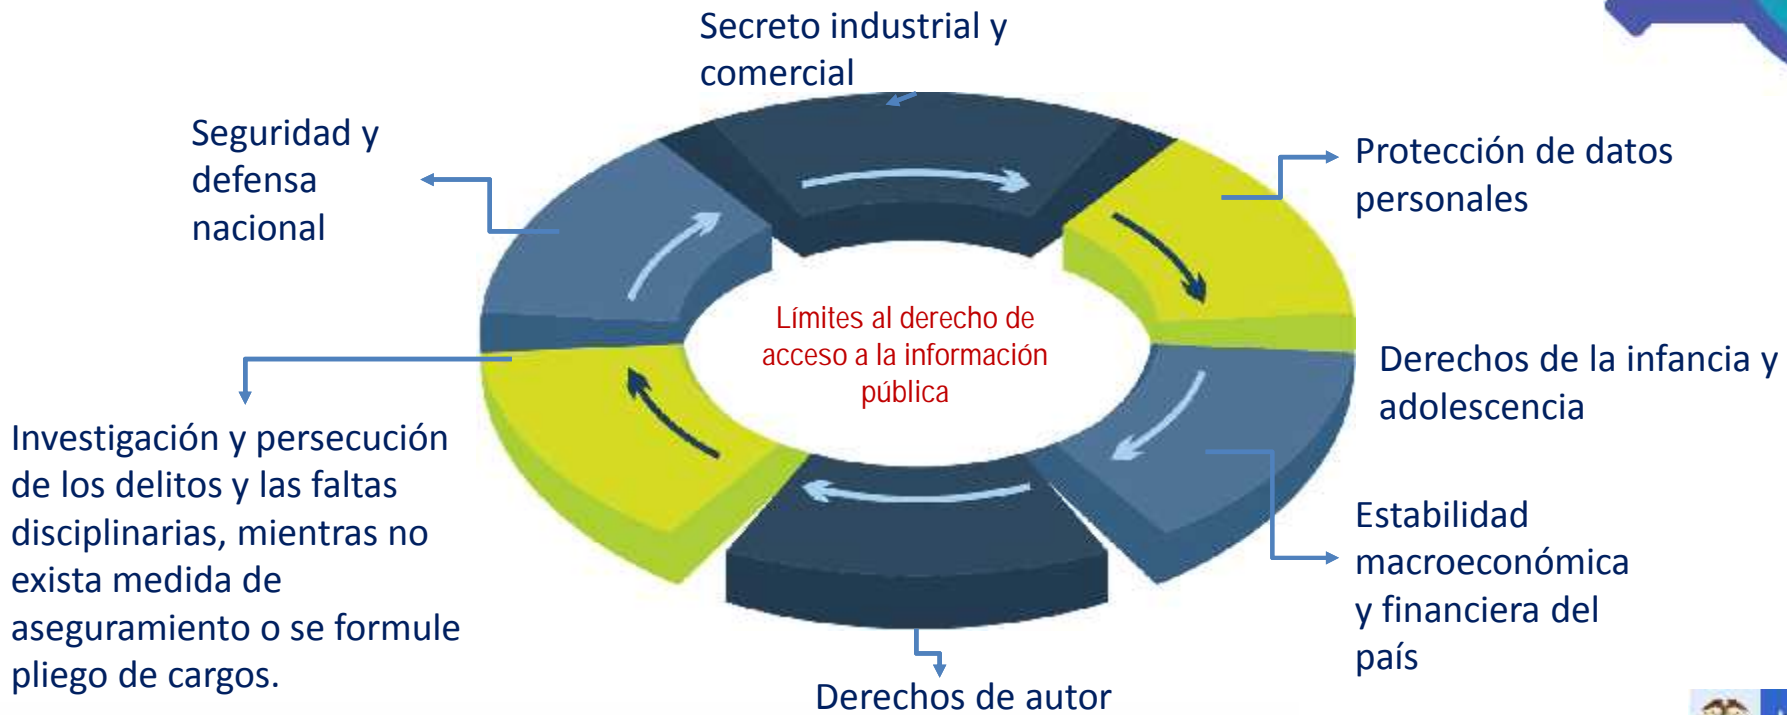 Secreto industrial y
comercial
Seguridad y
defensa
nacional
Protección de datos
personales
Límites al derecho de
acceso a la información
pública
Derechos de la infancia y
adolescencia
Investigación y persecución
de los delitos y las faltas
disciplinarias, mientras no
exista medida de
aseguramiento o se formule
pliego de cargos.
Estabilidad
macroeconómica
y financiera del
país
Derechos de autor